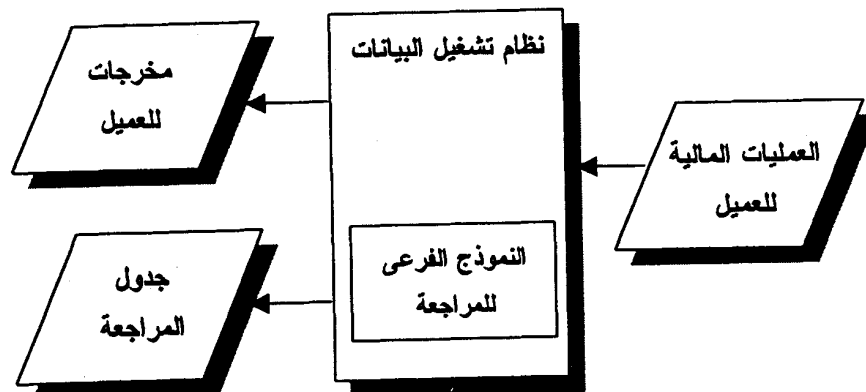 نظام تشغيل البيانات
مخرجات
للعميل
العمليات المالية
للعميل
النموذج الفرعى
للمراجعة
جدول
المراجعة